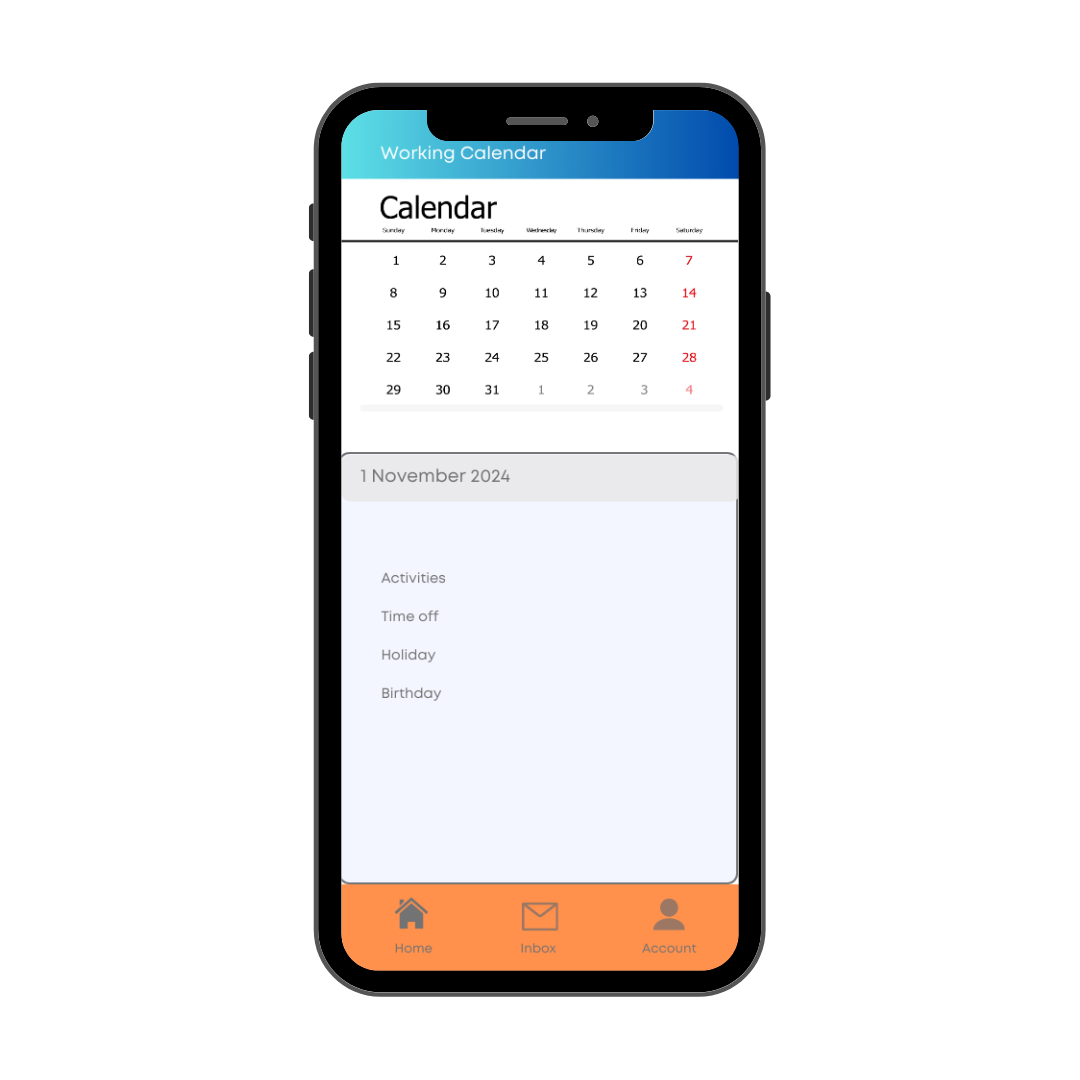 Working Calendar
Calendar
Sunday Monday Tuesday Wednesday Thursday Friday Saturday
1 2 3 4 5 6 7
8 9 10 11 12 13 14
15 16 17 18 19 20 21
22 23 24 25 26 27 28
29 30 31 1 2 3 4
1 November 2024
Activities
Time off
Holiday
Birthday
Home Inbox Account